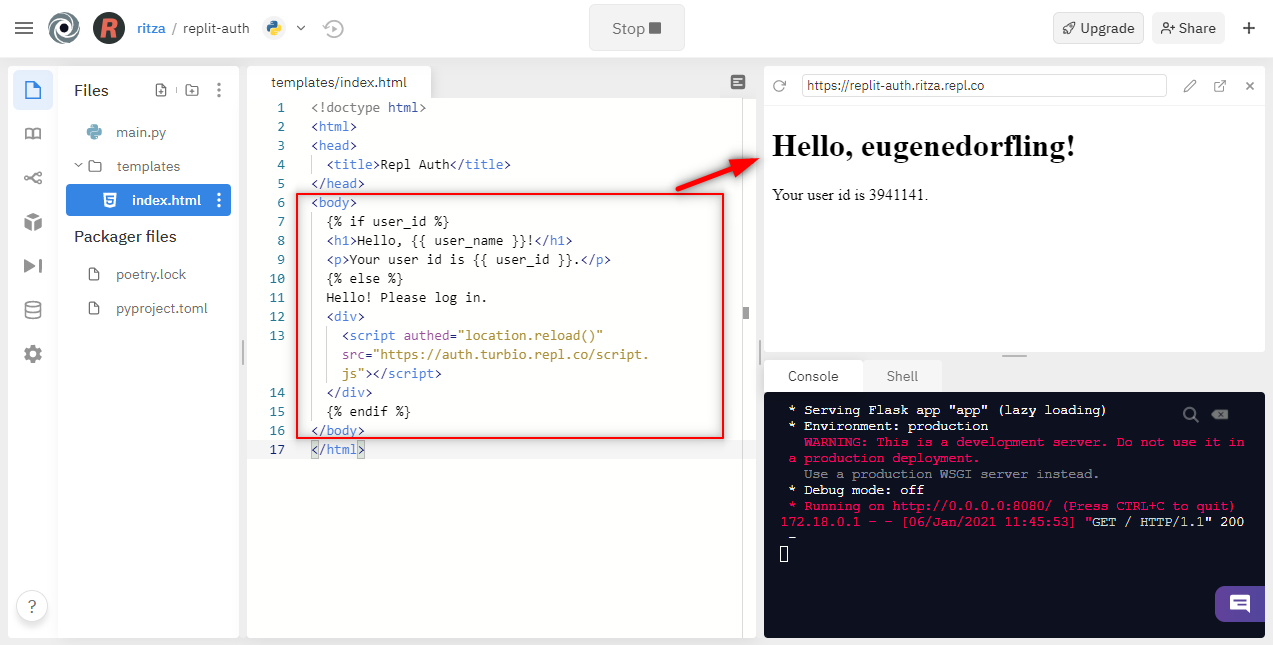 ritza / replit-auth
Stop
Upgrade
Share
Files
main.py
templates
index.html
Packager files
poetry.lock
pyproject.toml
?
templates/index.html
1 <!doctype html>
2 <html>
3 <head>
4 <title>Repl Auth</title>
5 </head>
6 <body>
7 {% if user_id %}
8 <h1>Hello, {{ user_name }}!</h1>
9 <p>Your user id is {{ user_id }}.</p>
10 {% else %}
11 Hello! Please log in.
12 <div>
13 <script authed="location.reload()"
src="https://auth.turbio.repl.co/script.
js"></script>
14 </div>
15 {% endif %}
16 </body>
17 </html>
https://replit-auth.ritza.repl.co
Hello, eugenedorfling!
Your user id is 3941141.
Console
Shell
* Serving Flask app "app" (lazy loading)
* Environment: production
WARNING: This is a development server. Do not use it in
a production deployment.
Use a production WSGI server instead.
* Debug mode: off
* Running on http://0.0.0.0:8080/ (Press CTRL+C to quit)
172.18.0.1 - - [06/Jan/2021 11:45:53] "GET / HTTP/1.1" 200
-